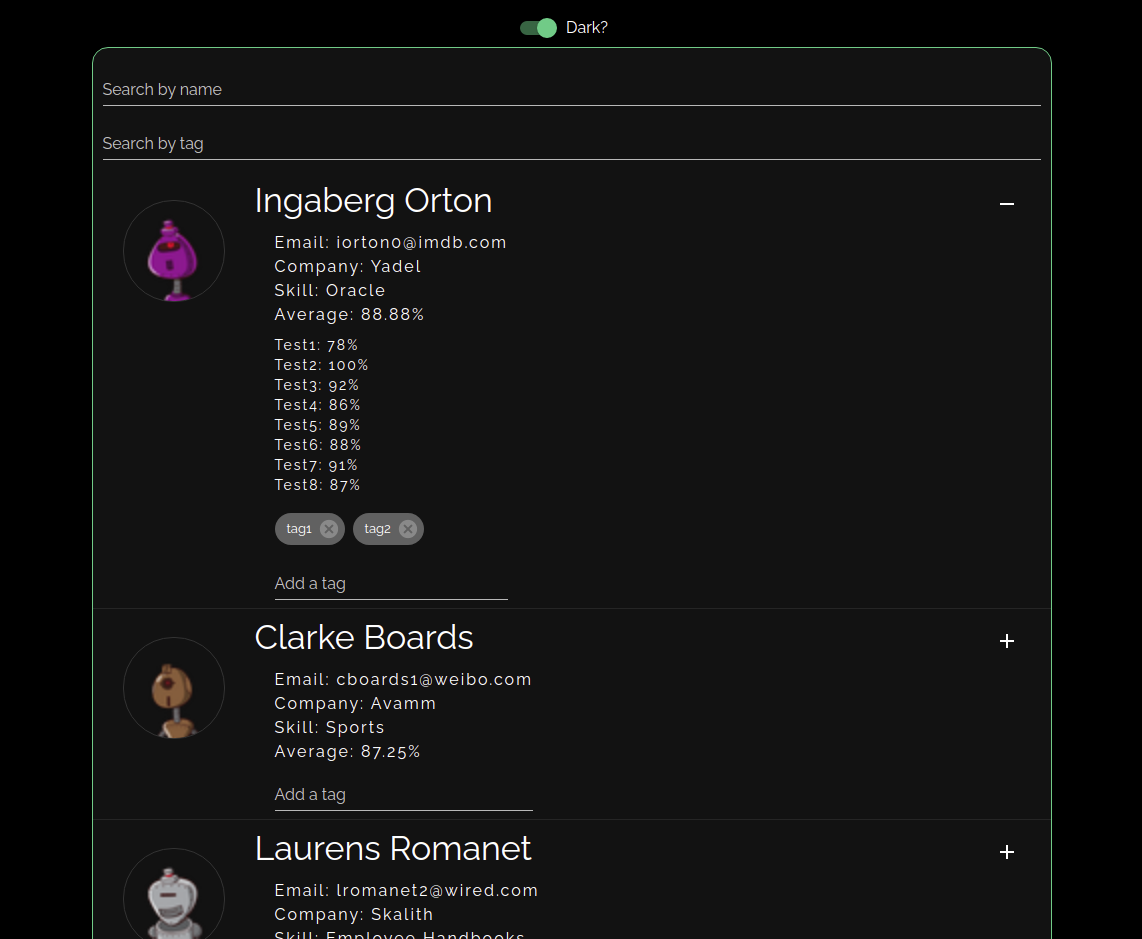 Dark?
Search by name
Search by tag
Ingaberg Orton
Email: iorton0@imdb.com
Company: Yadel
Skill: Oracle
Average: 88.88%
Test1: 78%
Test2: 100%
Test3: 92%
Test4: 86%
Test5: 89%
Test6: 88%
Test7: 91%
Test8: 87%
tag1 tag2
Add a tag
Clarke Boards
Email: cboards1@weibo.com
Company: Avamm
Skill: Sports
Average: 87.25%
Add a tag
Laurens Romanet
Email: lromanet2@wired.com
Company: Skalith
Skill: Employee Handbooks